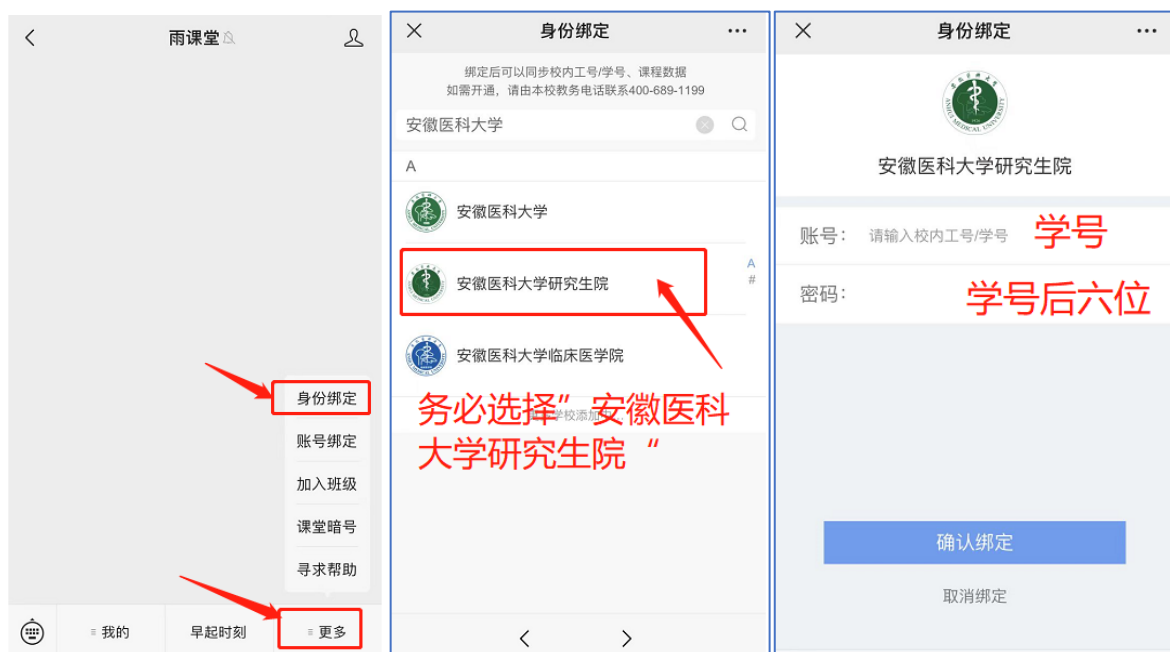 雨课堂
身份绑定
账号绑定
加入班级
课堂暗号
寻求帮助
≡ 我的
早起时刻
≡ 更多
身份绑定
绑定后可以同步校内工号/学号、课程数据
如需开通，请由本校教务电话联系400-689-1199
安徽医科大学
A
安徽医科大学
安徽医科大学研究生院
A
#
安徽医科大学临床医学院
学校添加
务必选择”安徽医科
大学研究生院“
身份绑定
ANHUI MEDICAL UNIVERSITY
安徽医科大学研究生院
账号： 请输入校内工号/学号 学号
密码： 学号后六位
确认绑定
取消绑定